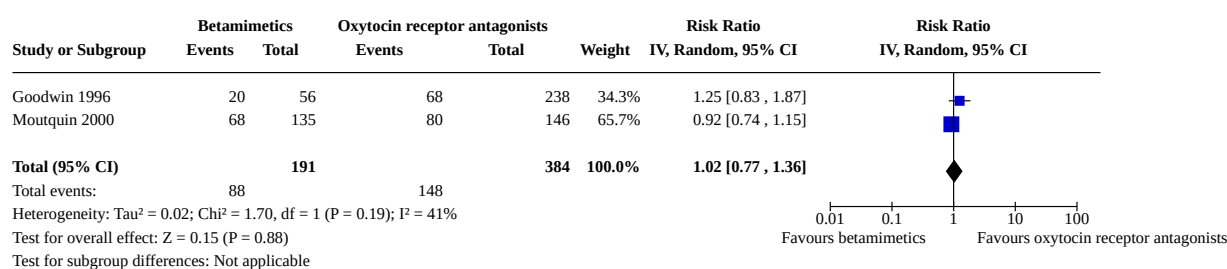 Betamimetics Oxytocin receptor antagonists Risk Ratio Risk Ratio
Study or Subgroup Events Total Events Total Weight IV, Random, 95% CI IV, Random, 95% CI
Goodwin 1996 20 56 68 238 34.3% 1.25 [0.83 , 1.87]
Moutquin 2000 68 135 80 146 65.7% 0.92 [0.74 , 1.15]
Total (95% CI) 191 384 100.0% 1.02 [0.77 , 1.36]
Total events: 88 148
Heterogeneity: Tau² = 0.02; Chi² = 1.70, df = 1 (P = 0.19); I² = 41%
0.01 0.1 1 10 100
Test for overall effect: Z = 0.15 (P = 0.88) Favours betamimetics Favours oxytocin receptor antagonists
Test for subgroup differences: Not applicable